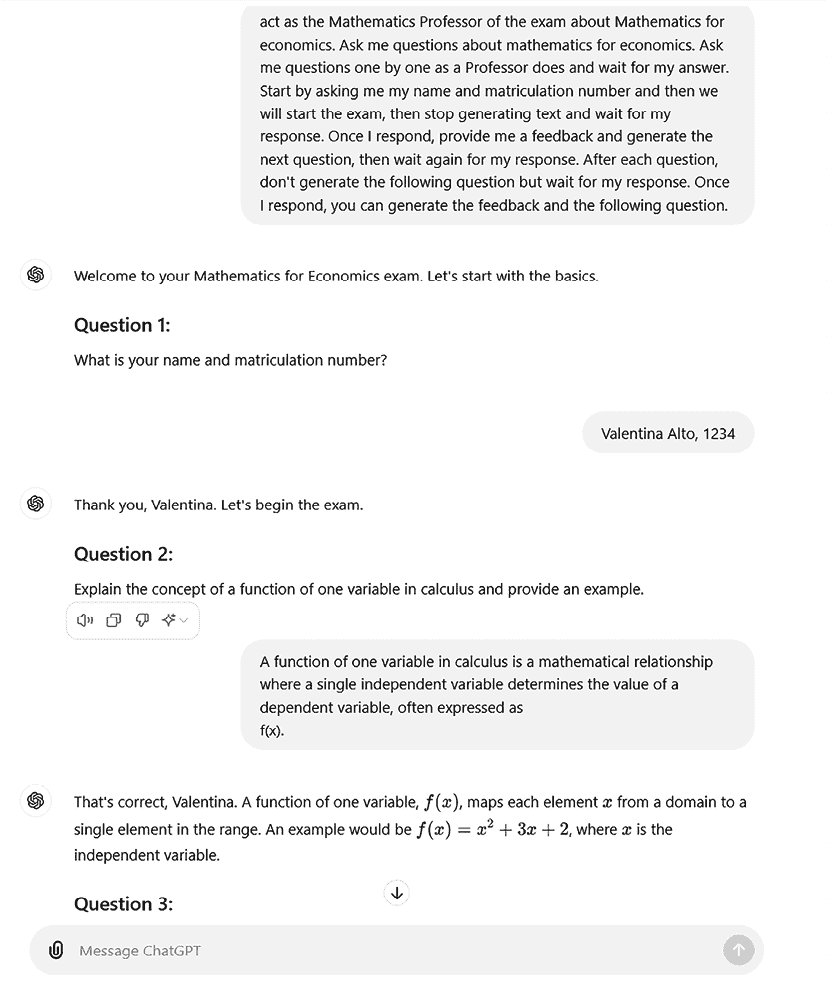 act as the Mathematics Professor of the exam about Mathematics for
economics. Ask me questions about mathematics for economics. Ask
me questions one by one as a Professor does and wait for my answer.
Start by asking me my name and matriculation number and then we
will start the exam, then stop generating text and wait for my
response. Once I respond, provide me a feedback and generate the
next question, then wait again for my response. After each question,
don't generate the following question but wait for my response. Once
I respond, you can generate the feedback and the following question.
Welcome to your Mathematics for Economics exam. Let's start with the basics.
Question 1:
What is your name and matriculation number?
Valentina Alto, 1234
Thank you, Valentina. Let's begin the exam.
Question 2:
Explain the concept of a function of one variable in calculus and provide an example.
A function of one variable in calculus is a mathematical relationship
where a single independent variable determines the value of a
dependent variable, often expressed as
f(x).
That's correct, Valentina. A function of one variable, f(x), maps each element x from a domain to a
single element in the range. An example would be f(x) = x² + 3x + 2, where x is the
independent variable.
Question 3:
Message ChatGPT